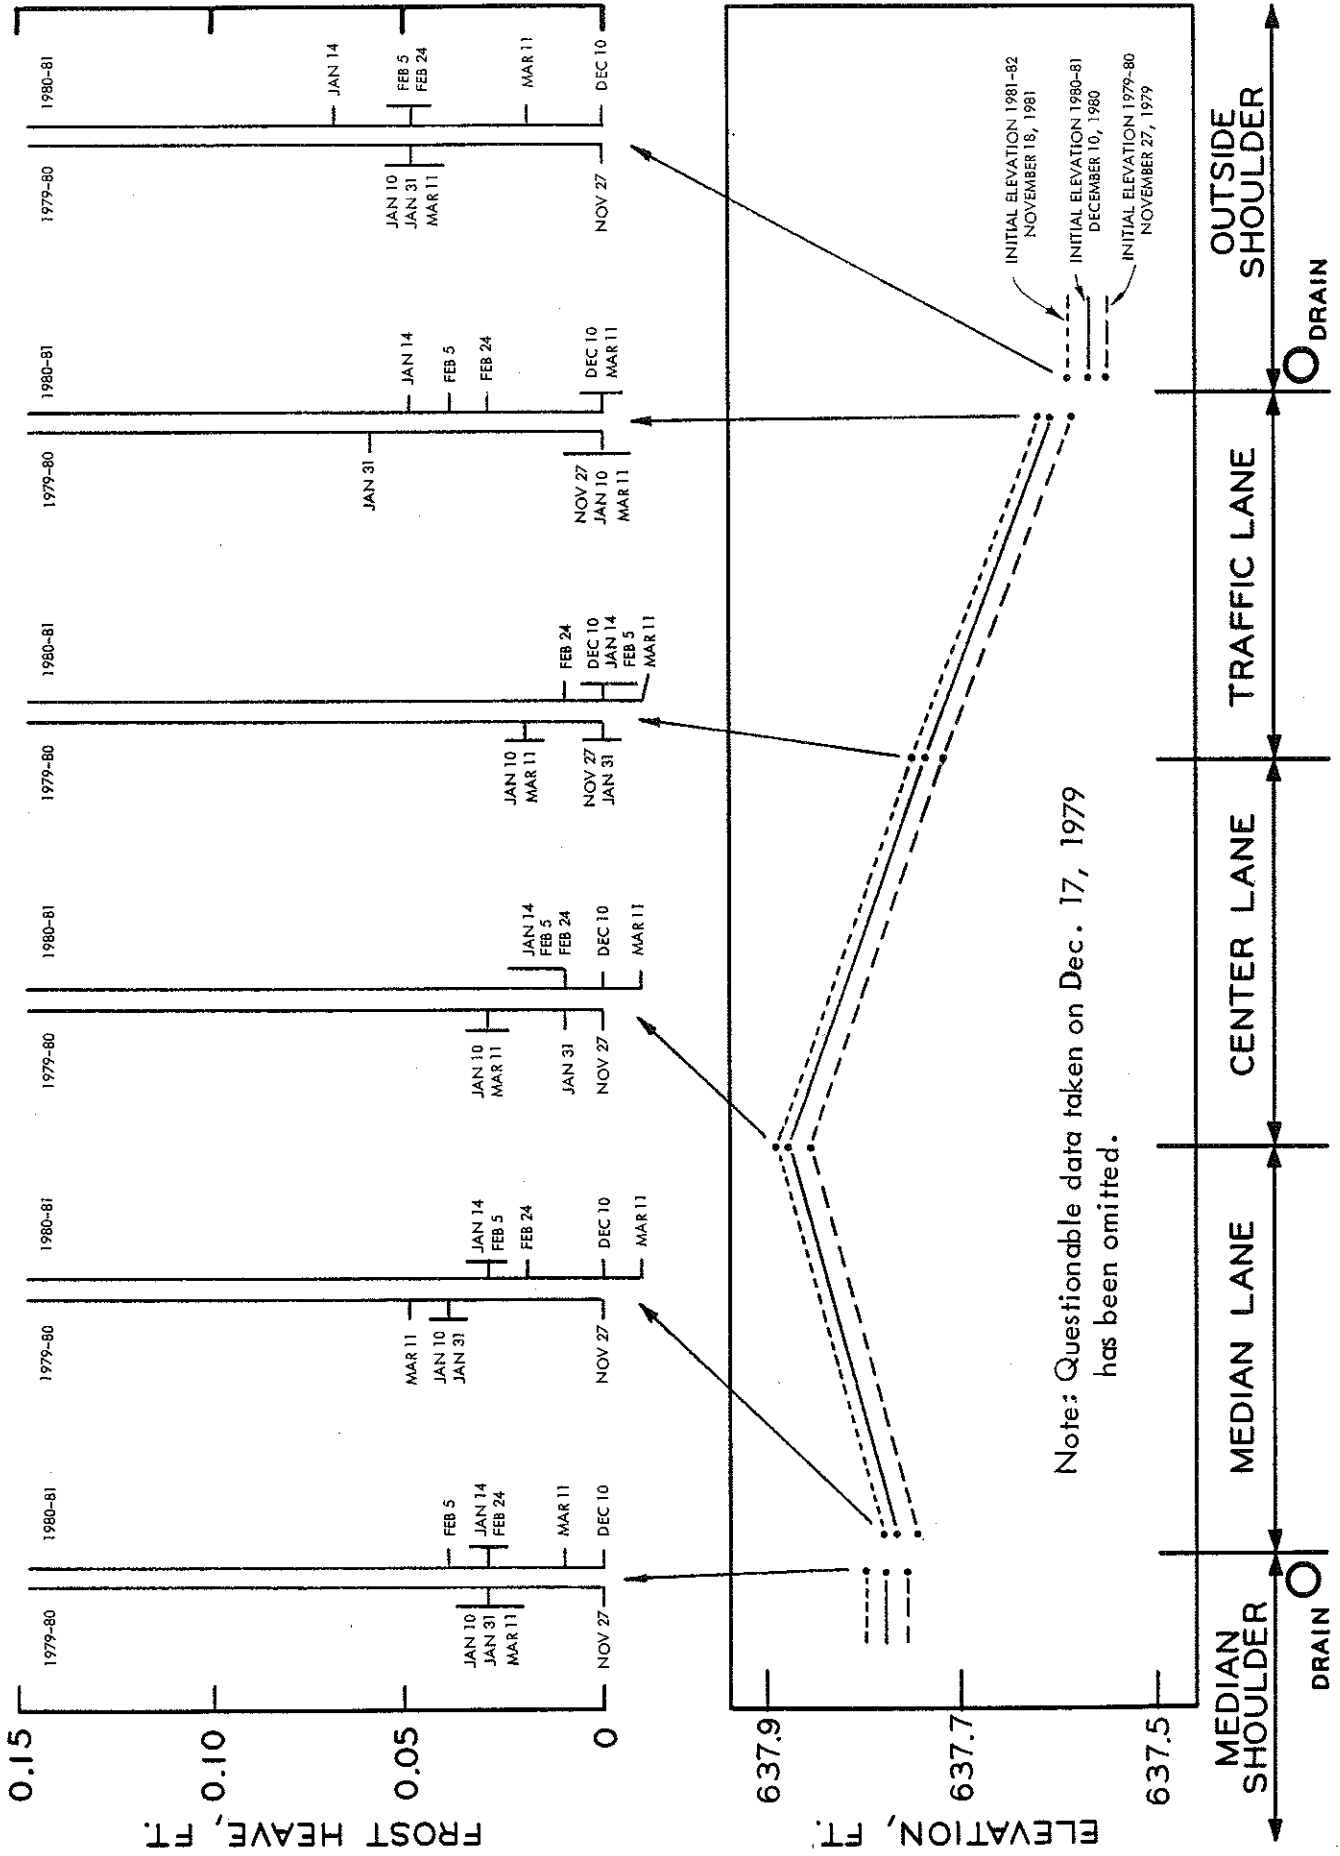 FROST HEAVE, FT.
0.15
0.10
0.05
0
1979-80
JAN 10
JAN 31
MAR 11
NOV 27
1980-81
FEB 5
JAN 14
FEB 24
MAR 11
DEC 10
1979-80
MAR 11
JAN 10
JAN 31
NOV 27
1980-81
JAN 14
FEB 5
FEB 24
DEC 10
MAR 11
1979-80
JAN 10
MAR 11
JAN 31
NOV 27
1980-81
JAN 14
FEB 5
FEB 24
DEC 10
MAR 11
1979-80
JAN 10
MAR 11
NOV 27
JAN 31
1980-81
FEB 24
DEC 10
JAN 14
FEB 5
MAR 11
1979-80
JAN 31
NOV 27
JAN 10
MAR 11
1980-81
JAN 14
FEB 5
FEB 24
DEC 10
MAR 11
1979-80
JAN 10
JAN 31
MAR 11
NOV 27
1980-81
JAN 14
FEB 5
FEB 24
MAR 11
DEC 10
ELEVATION, FT.
637.9
637.7
637.5
INITIAL ELEVATION 1981-82
NOVEMBER 18, 1981
INITIAL ELEVATION 1980-81
DECEMBER 10, 1980
INITIAL ELEVATION 1979-80
NOVEMBER 27, 1979
Note: Questionable data taken on Dec. 17, 1979
has been omitted.
MEDIAN
SHOULDER
MEDIAN LANE
CENTER LANE
TRAFFIC LANE
OUTSIDE
SHOULDER
DRAIN
DRAIN